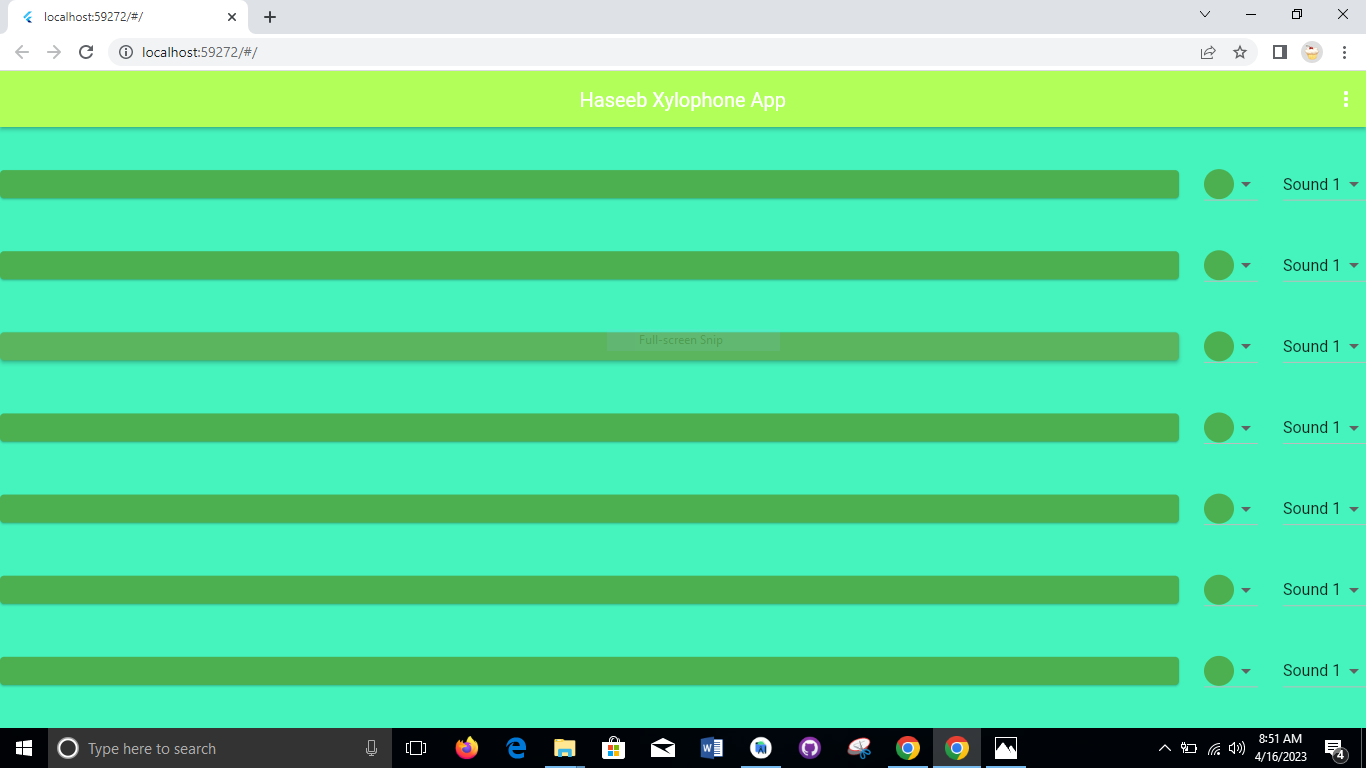 localhost:59272/#/
localhost:59272/#/
Haseeb Xylophone App
Sound 1
Sound 1
Full-screen Snip
Sound 1
Sound 1
Sound 1
Sound 1
Sound 1
Type here to search
8:51 AM
4/16/2023
4